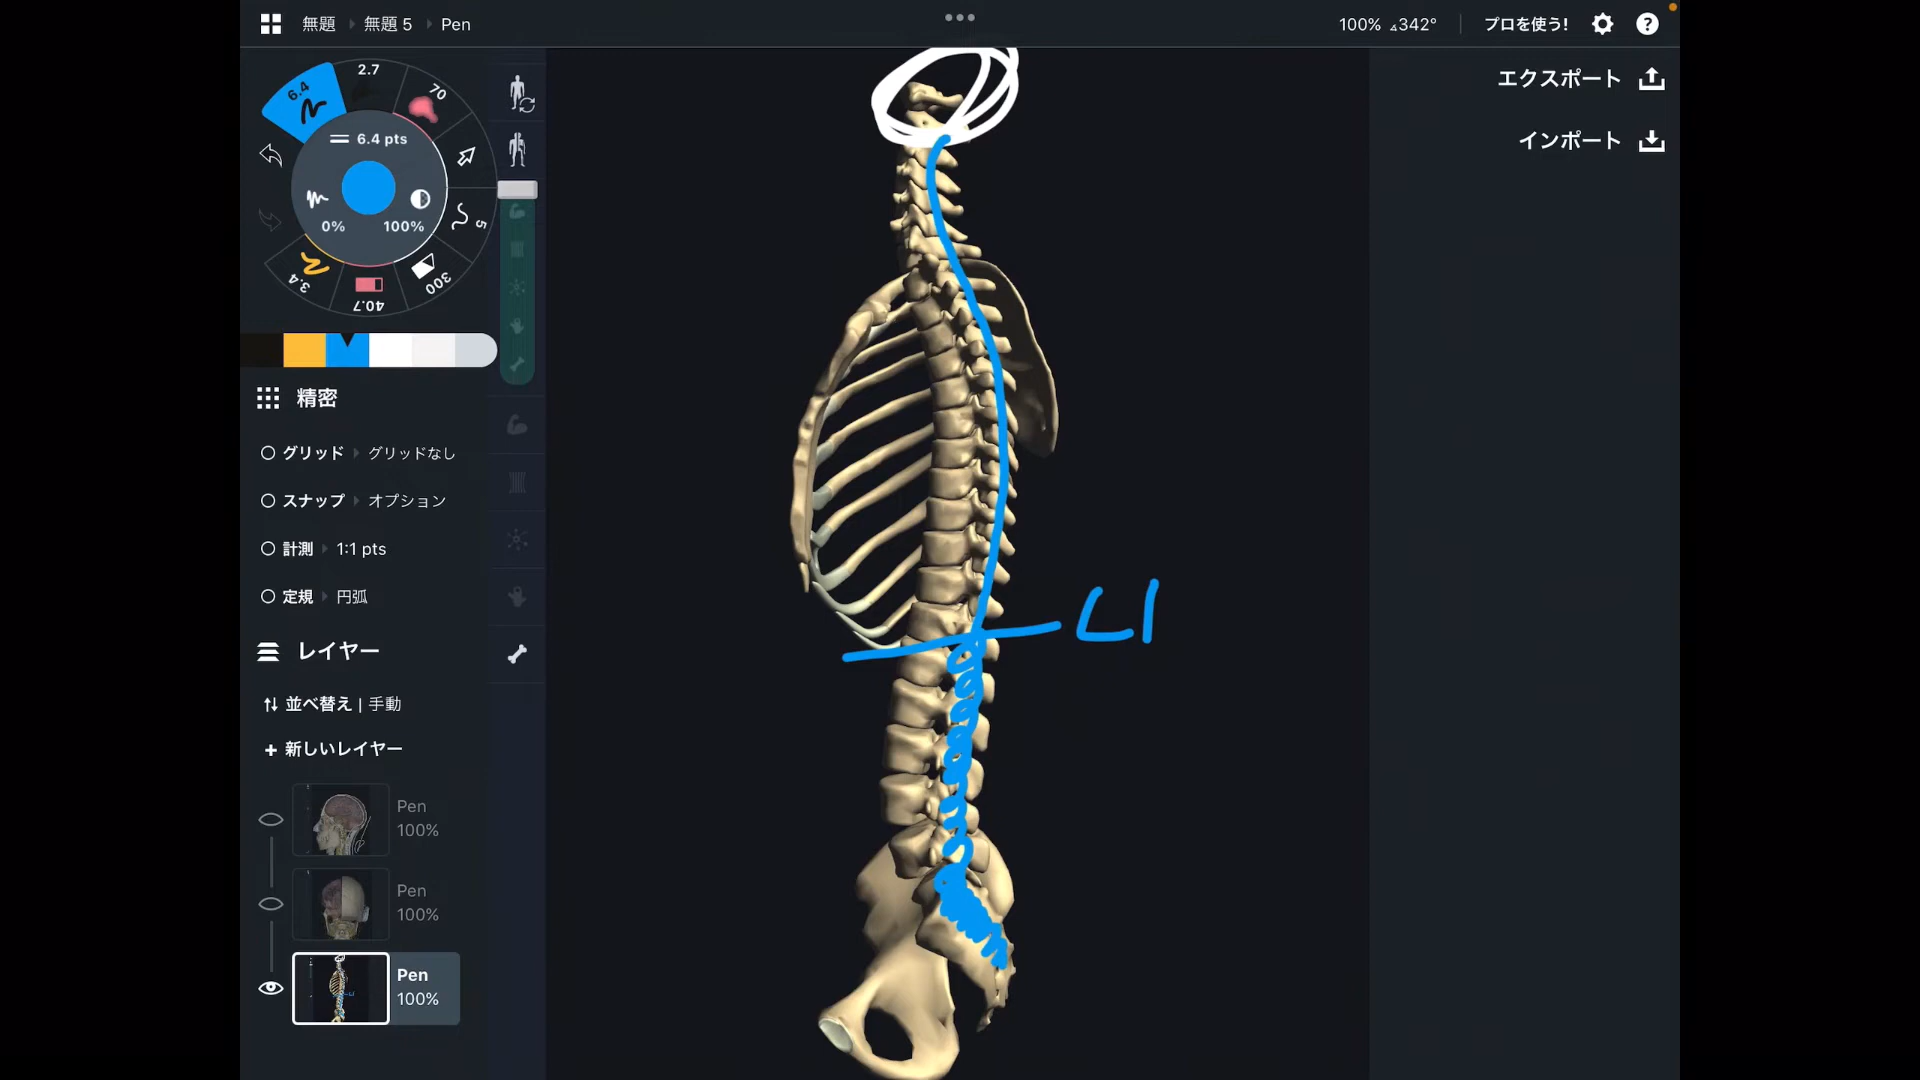 無題 無題 5 Pen
100% 342° プロを使う!
エクスポート
インポート
2.7
70
6.4
6.4 pts
0% 100%
5
300
40.7
3.4
精密
グリッド グリッドなし
スナップ オプション
計測 1:1 pts
定規 円弧
レイヤー
並べ替え | 手動
+ 新しいレイヤー
Pen
100%
Pen
100%
Pen
100%
L1